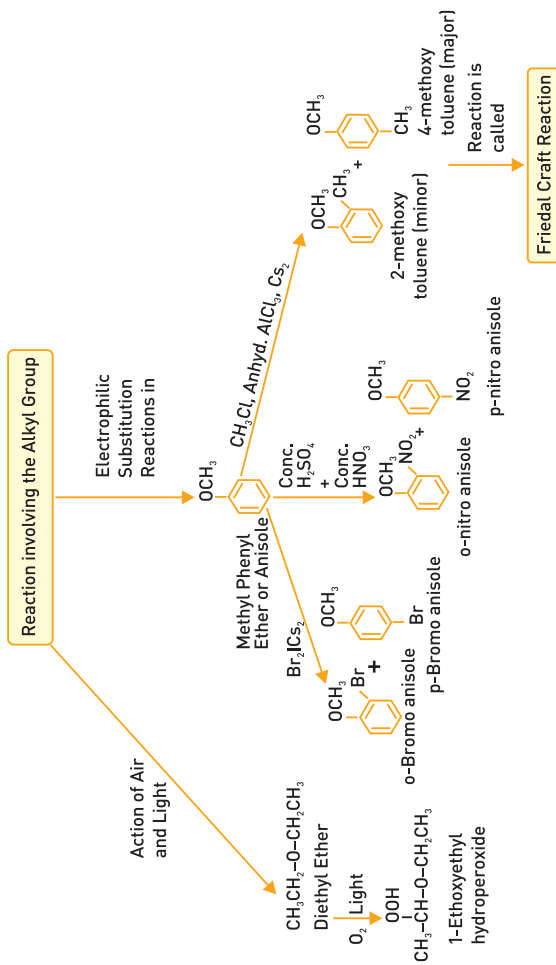 Reaction involving the Alkyl Group
Action of Air
and Light
CH₃CH₂–O–CH₂CH₃
Diethyl Ether
O₂
Light
OOH
CH₃–CH–O–CH₂CH₃
1-Ethoxyethyl
hydroperoxide
Electrophilic
Substitution
Reactions in
OCH₃
Methyl Phenyl
Ether or Anisole
Br₂ICs₂
OCH₃
Br
+
o-Bromo anisole
OCH₃
Br
p-Bromo anisole
Conc.
H₂SO₄
+
Conc.
HNO₃
OCH₃
NO₂+
o-nitro anisole
OCH₃
NO₂
p-nitro anisole
CH₃Cl, Anhyd. AlCl₃, Cs₂
OCH₃
CH₃+
2-methoxy
toluene (minor)
OCH₃
CH₃
4-methoxy
toluene (major)
Reaction is
called
Friedal Craft Reaction